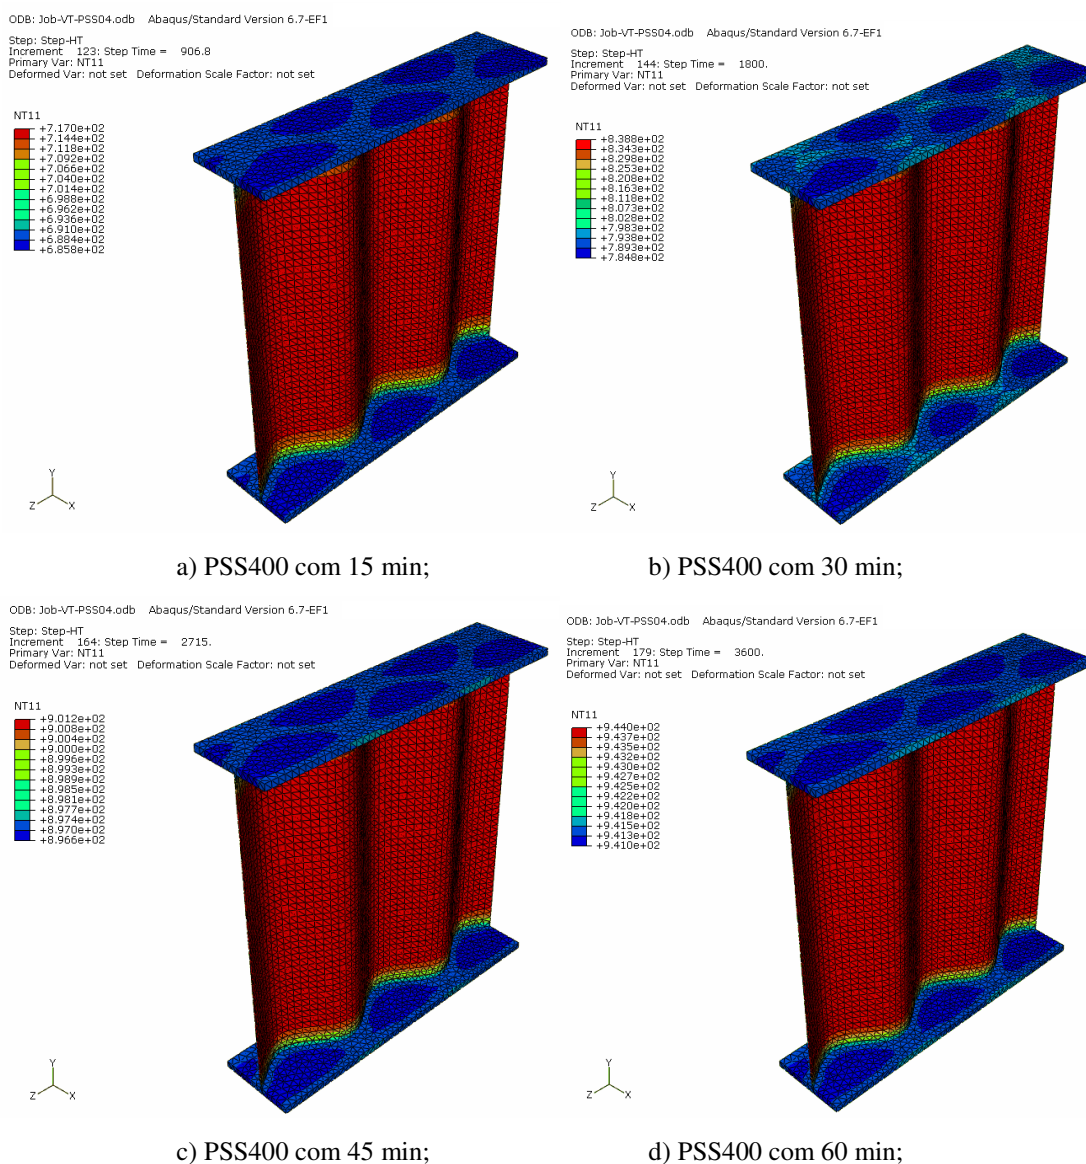 ODB: Job-VT-PSS04.odb Abaqus/Standard Version 6.7-EF1
Step: Step-HT
Increment 123: Step Time = 906.8
Primary Var: NT11
Deformed Var: not set Deformation Scale Factor: not set
NT11
+7.170e+02
+7.144e+02
+7.118e+02
+7.092e+02
+7.066e+02
+7.040e+02
+7.014e+02
+6.988e+02
+6.962e+02
+6.936e+02
+6.910e+02
+6.884e+02
+6.858e+02
Y
Z
X
a) PSS400 com 15 min;
ODB: Job-VT-PSS04.odb Abaqus/Standard Version 6.7-EF1
Step: Step-HT
Increment 144: Step Time = 1800.
Primary Var: NT11
Deformed Var: not set Deformation Scale Factor: not set
NT11
+8.388e+02
+8.343e+02
+8.298e+02
+8.253e+02
+8.208e+02
+8.163e+02
+8.118e+02
+8.073e+02
+8.028e+02
+7.983e+02
+7.938e+02
+7.893e+02
+7.848e+02
Y
Z
X
b) PSS400 com 30 min;
ODB: Job-VT-PSS04.odb Abaqus/Standard Version 6.7-EF1
Step: Step-HT
Increment 164: Step Time = 2715.
Primary Var: NT11
Deformed Var: not set Deformation Scale Factor: not set
NT11
+9.012e+02
+9.008e+02
+9.004e+02
+9.000e+02
+8.996e+02
+8.993e+02
+8.989e+02
+8.985e+02
+8.981e+02
+8.977e+02
+8.974e+02
+8.970e+02
+8.966e+02
Y
Z
X
c) PSS400 com 45 min;
ODB: Job-VT-PSS04.odb Abaqus/Standard Version 6.7-EF1
Step: Step-HT
Increment 179: Step Time = 3600.
Primary Var: NT11
Deformed Var: not set Deformation Scale Factor: not set
NT11
+9.440e+02
+9.437e+02
+9.435e+02
+9.432e+02
+9.430e+02
+9.427e+02
+9.425e+02
+9.422e+02
+9.420e+02
+9.418e+02
+9.415e+02
+9.413e+02
+9.410e+02
Y
Z
X
d) PSS400 com 60 min;